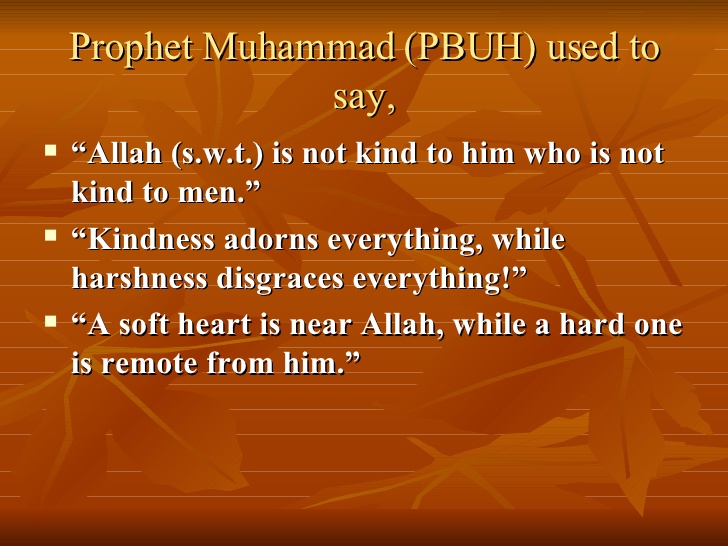 Prophet Muhammad (PBUH) used to
say,
“Allah (s.w.t.) is not kind to him who is not
kind to men.”
“Kindness adorns everything, while
harshness disgraces everything!”
“A soft heart is near Allah, while a hard one
is remote from him.”